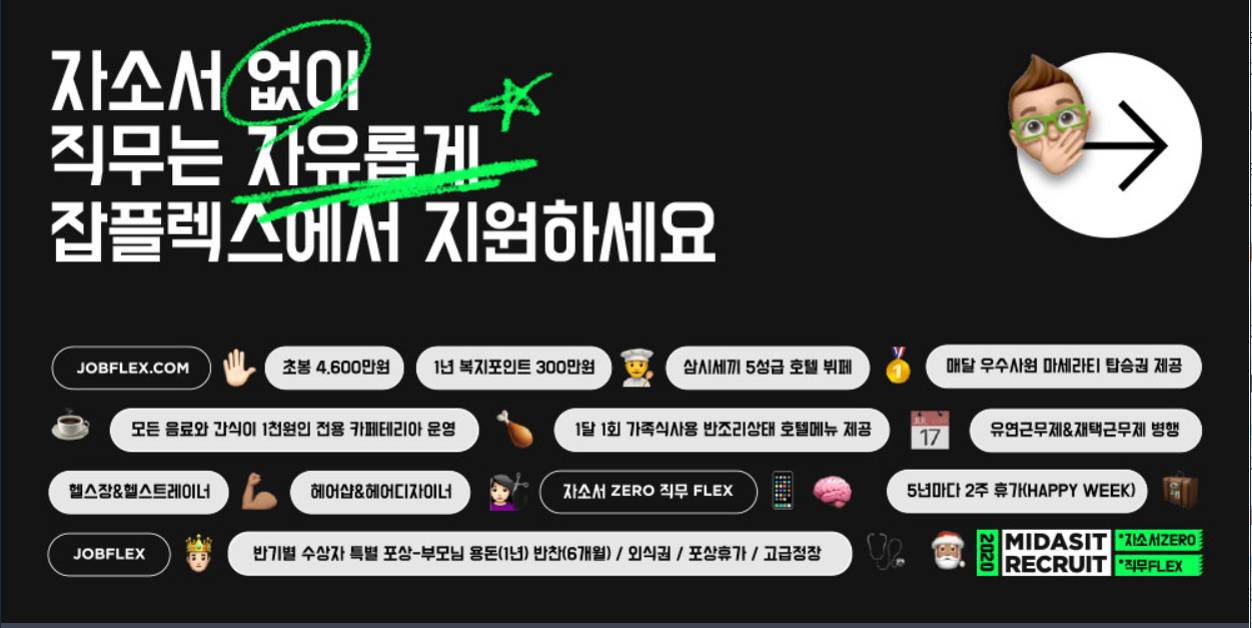 자소서 없이
직무는 자유롭게
잡플렉스에서 지원하세요
JOBFLEX.COM
초봉 4,600만원
1년 복지포인트 300만원
삼시세끼 5성급 호텔 뷔페
매달 우수사원 마세라티 탑승권 제공
모든 음료와 간식이 1천원인 전용 카페테리아 운영
1달 1회 가족식사용 반조리상태 호텔메뉴 제공
JUL
17
유연근무제&재택근무제 병행
헬스장&헬스트레이너
헤어샵&헤어디자이너
자소서 ZERO 직무 FLEX
5년마다 2주 휴가(HAPPY WEEK)
JOBFLEX
반기별 수상자 특별 포상-부모님 용돈(1년) 반찬(6개월) / 외식권 / 포상휴가 / 고급정장
2020
MIDASIT
RECRUIT
*자소서ZERO
*직무FLEX